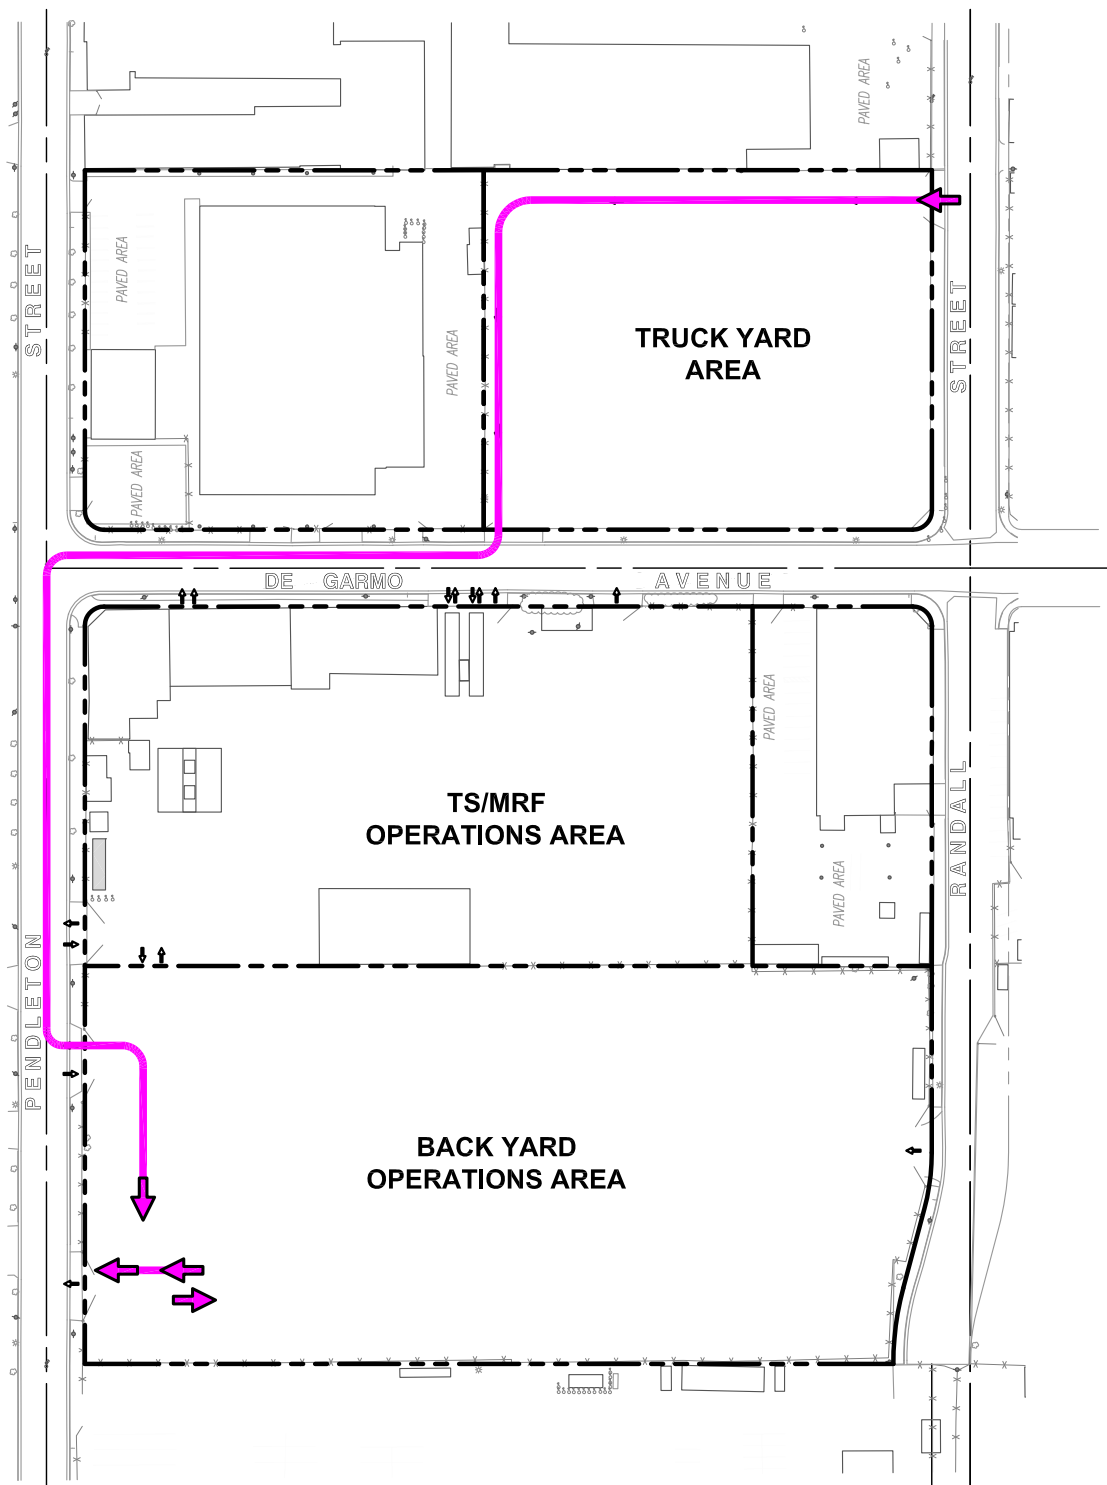 PAVED AREA
PAVED AREA
STREET
PAVED AREA
PAVED AREA
TRUCK YARD
AREA
STREET
DE GARMO AVENUE
PAVED AREA
TS/MRF
OPERATIONS AREA
PAVED AREA
RANDALL
PENDLETON
BACK YARD
OPERATIONS AREA